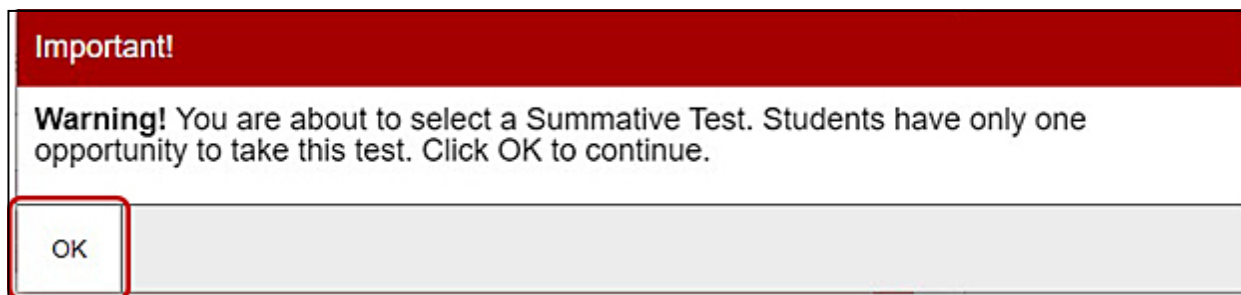 Important!
Warning! You are about to select a Summative Test. Students have only one
opportunity to take this test. Click OK to continue.
OK